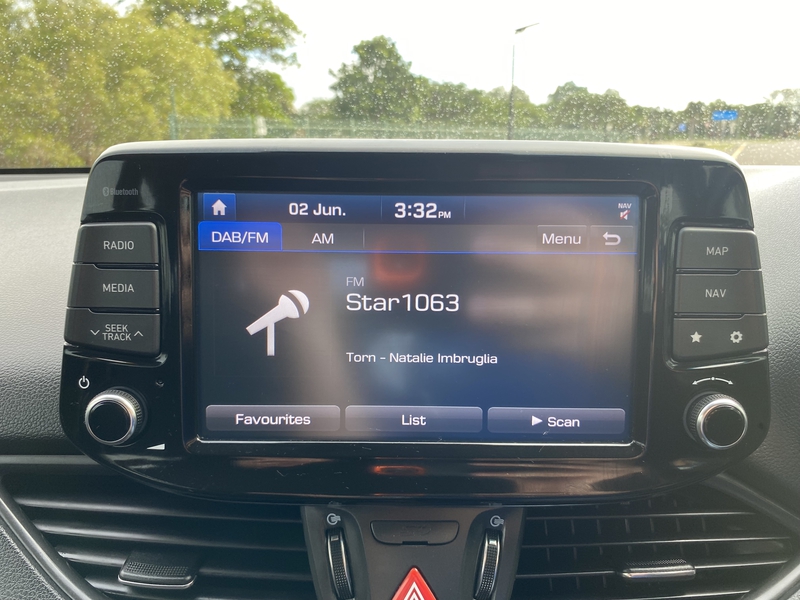 Bluetooth
02 Jun. 3:32PM NAV
DAB/FM AM Menu
RADIO
MEDIA
SEEK
TRACK
FM
Star1063
Torn - Natalie Imbruglia
Favourites List Scan
MAP
NAV